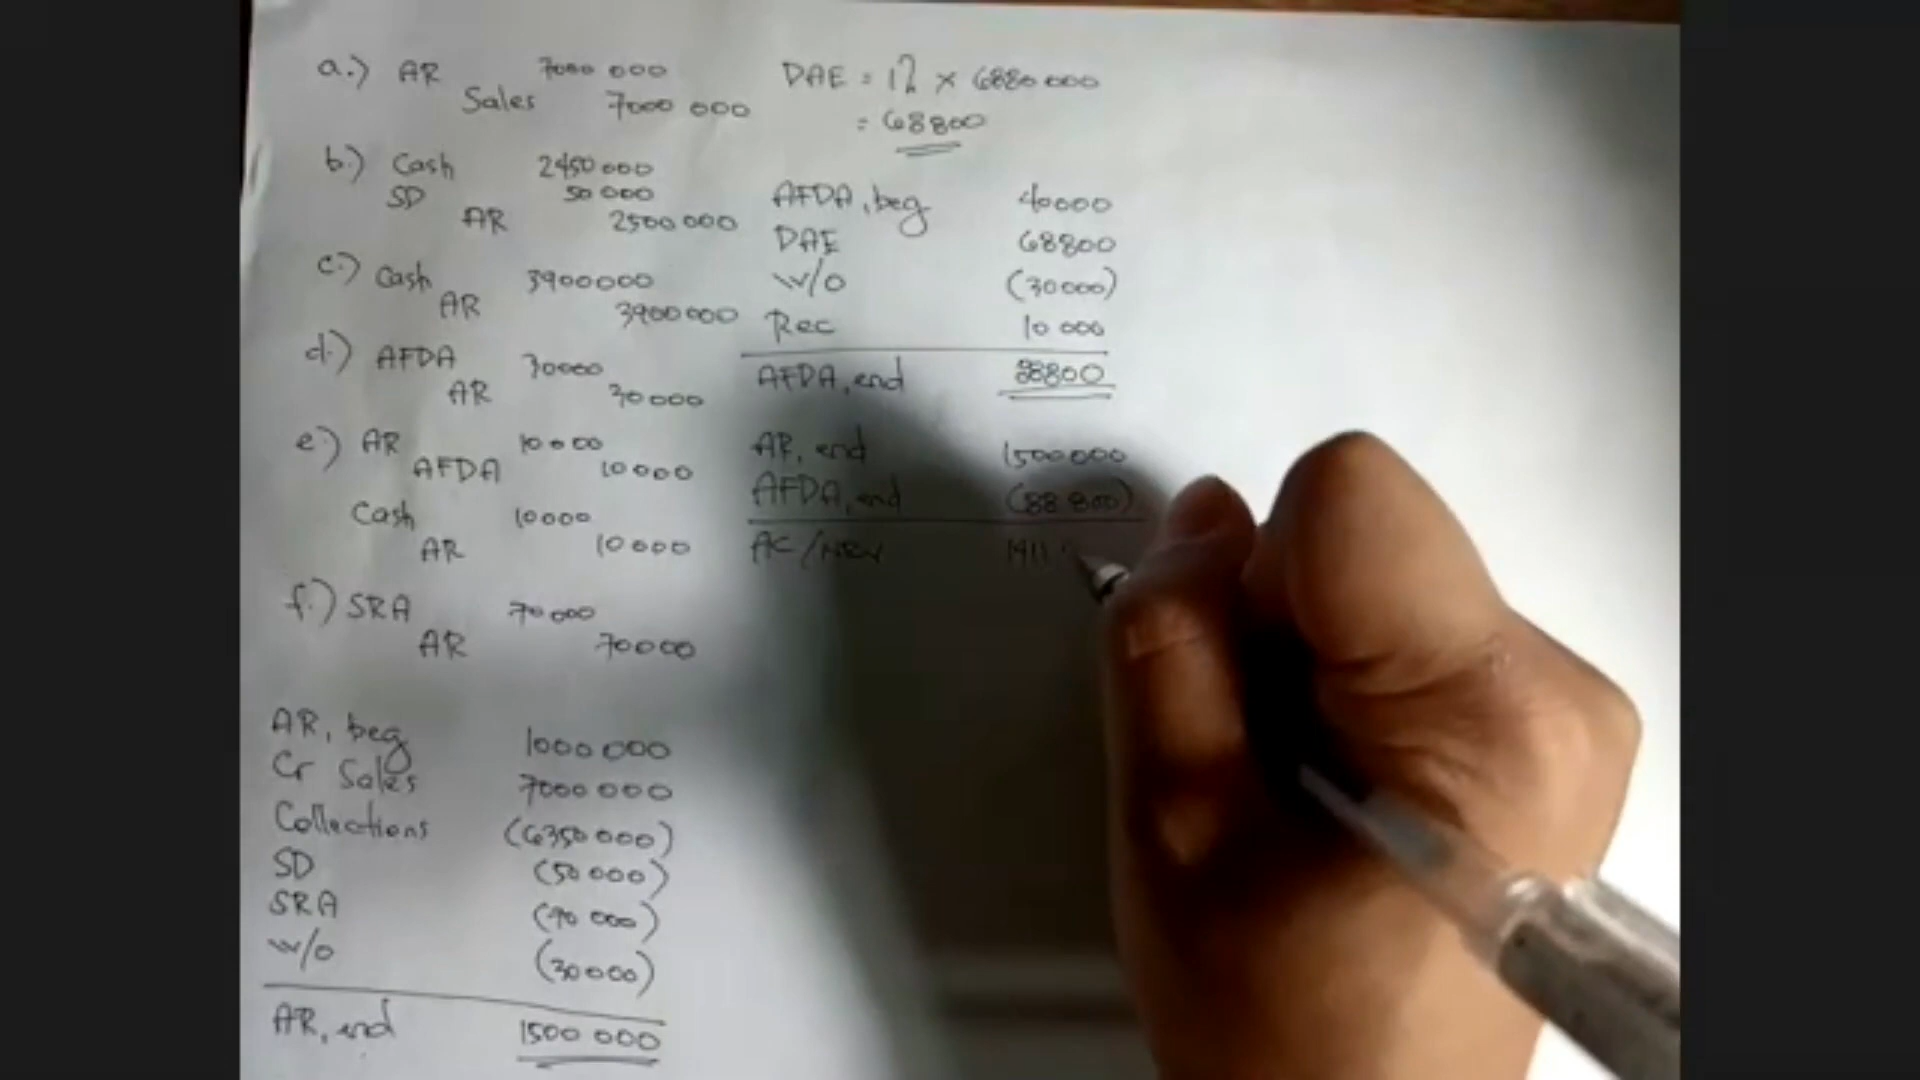 a.) AR 7000 000
Sales 7000 000
b.) Cash 2450 000
SD 50 000
AR 2500 000
c.) Cash 3900000
AR 3900000
d.) AFDA 30000
AR 30000
e.) AR 10000
AFDA 10000
Cash 10000
AR 10000
f.) SRA 70000
AR 70000
AR, beg 1000 000
Cr Sales 7000 000
Collections (6350 000)
SD (50 000)
SRA (70 000)
w/o (30000)
AR, end 1500 000
DAE = 1% × 6880 000
= 68800
AFDA, beg 40000
DAE 68800
w/o (30000)
Rec 10 000
AFDA, end 88800
AR, end 1500000
AFDA, end (88 800)
AC/NRV 1411